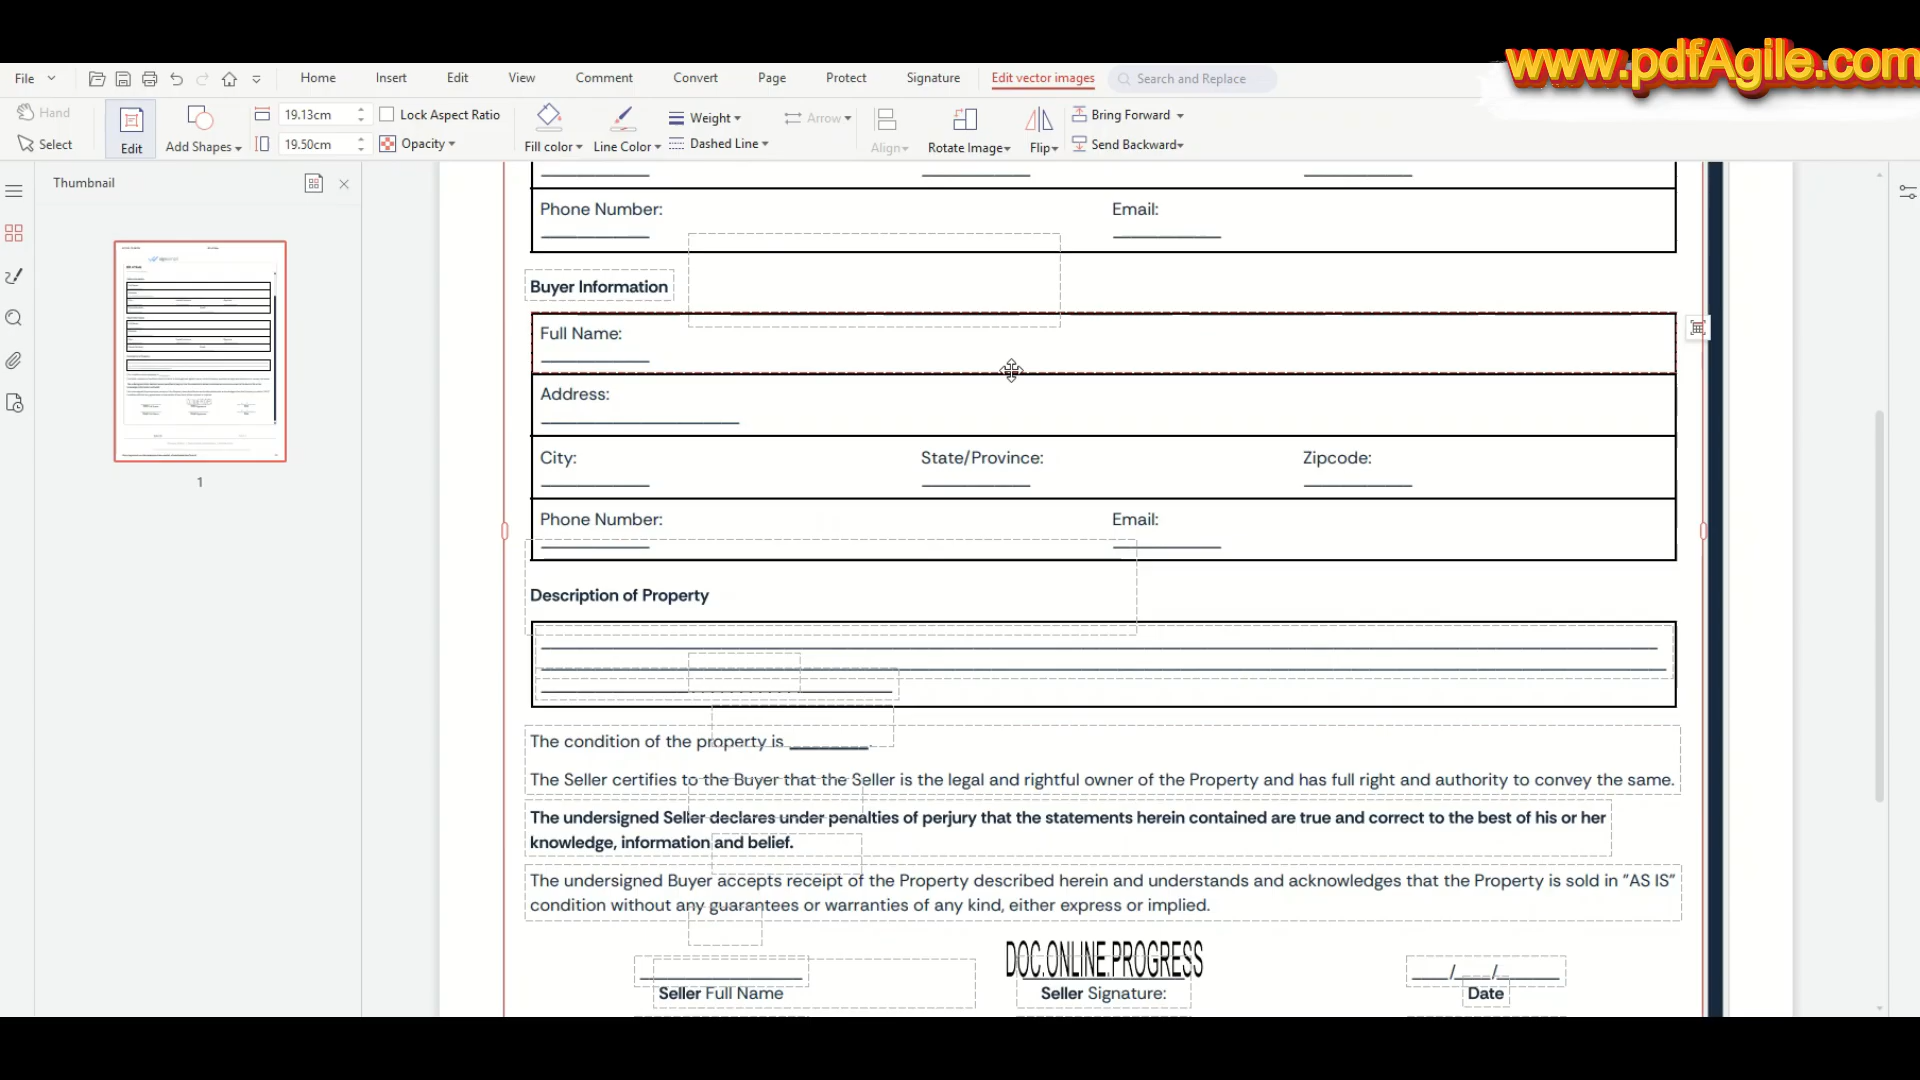 www.pdfAgile.com
File Home Insert Edit View Comment Convert Page Protect Signature Edit vector images Search and Replace
Hand 19.13cm Lock Aspect Ratio Weight Arrow Bring Forward
Select Edit Add Shapes 19.50cm Opacity Fill color Line Color Dashed Line Align Rotate Image Flip Send Backward
Thumbnail
1
Phone Number: Email:
Buyer Information
Full Name:
Address:
City: State/Province: Zipcode:
Phone Number: Email:
Description of Property
The condition of the property is ________.
The Seller certifies to the Buyer that the Seller is the legal and rightful owner of the Property and has full right and authority to convey the same.
The undersigned Seller declares under penalties of perjury that the statements herein contained are true and correct to the best of his or her
knowledge, information and belief.
The undersigned Buyer accepts receipt of the Property described herein and understands and acknowledges that the Property is sold in “AS IS”
condition without any guarantees or warranties of any kind, either express or implied.
DOC.ONLINE.PROGRESS
____/____/_______
Seller Full Name Seller Signature: Date